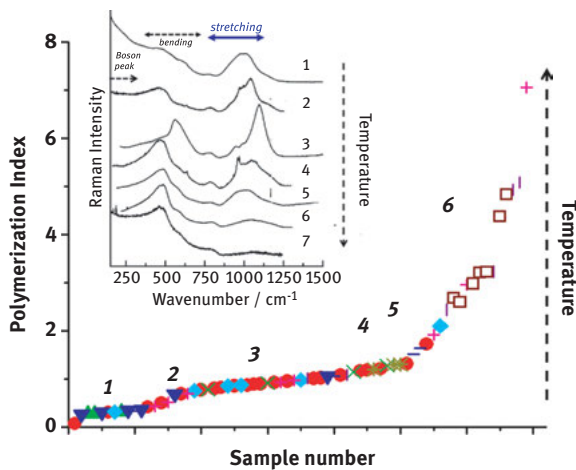 8
6
4
2
0
Polymerization Index
Sample number
Temperature
1
2
3
4
5
6
Boson
peak
bending
stretching
Raman Intensity
1
2
3
4
5
6
7
Temperature
250 500 750 1000 1250 1500
Wavenumber / cm-1